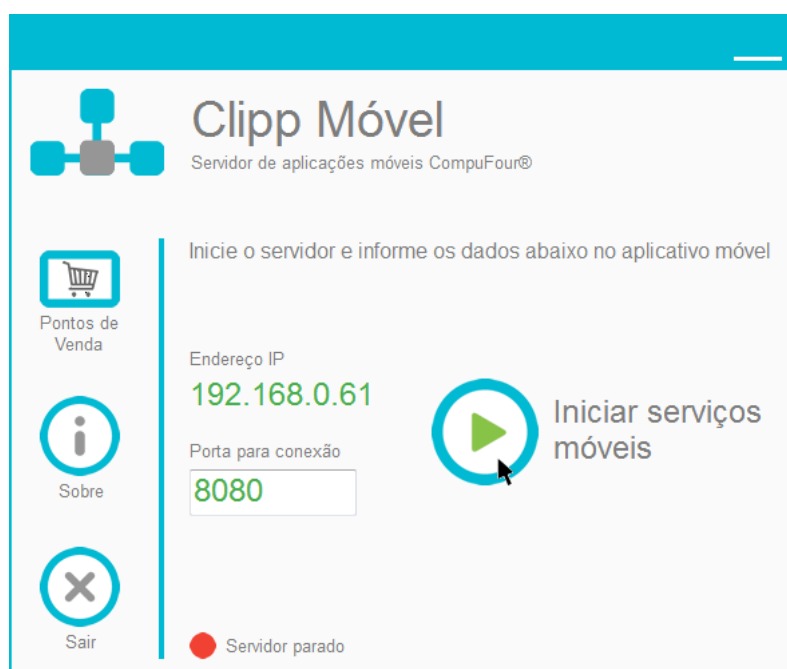 Clipp Móvel
Servidor de aplicações móveis CompuFour®
Inicie o servidor e informe os dados abaixo no aplicativo móvel
Pontos de
Venda
Endereço IP
192.168.0.61
Iniciar serviços
móveis
Porta para conexão
8080
Sobre
Sair
Servidor parado